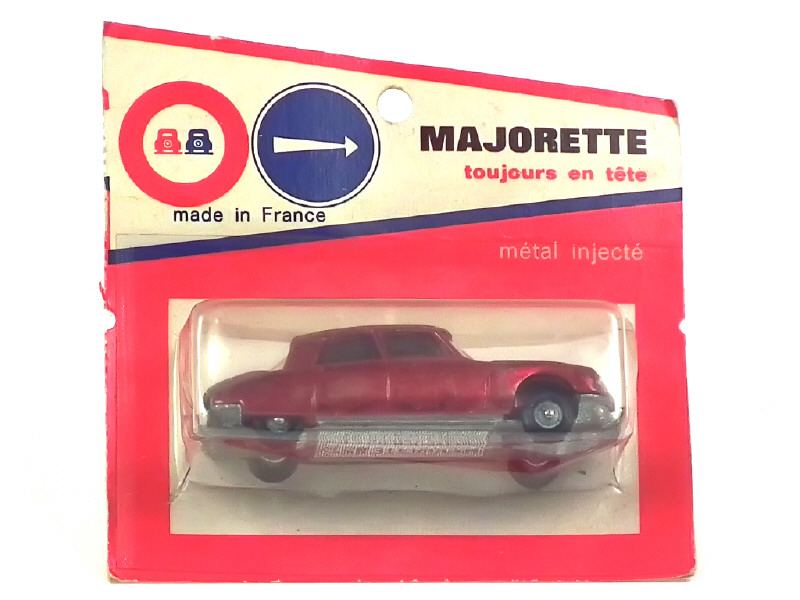 MAJORETTE
toujours en tête
made in France
métal injecté